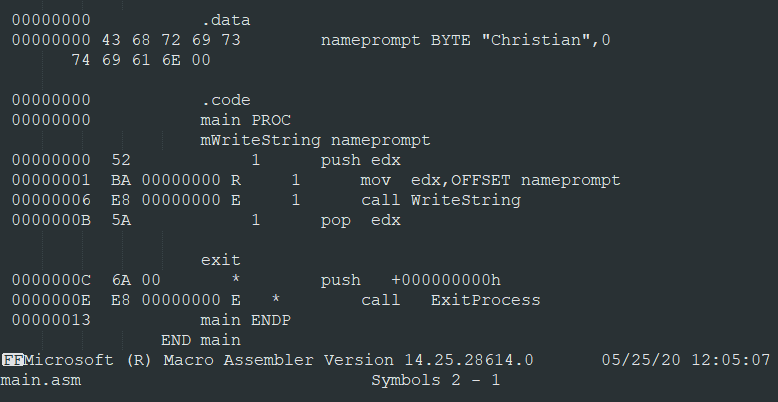 00000000 .data
00000000 43 68 72 69 73 nameprompt BYTE "Christian",0
74 69 61 6E 00
00000000 .code
00000000 main PROC
mWriteString nameprompt
00000000 52 1 push edx
00000001 BA 00000000 R 1 mov edx,OFFSET nameprompt
00000006 E8 00000000 E 1 call WriteString
0000000B 5A 1 pop edx
exit
0000000C 6A 00 * push +000000000h
0000000E E8 00000000 E * call ExitProcess
00000013 main ENDP
END main
FFMicrosoft (R) Macro Assembler Version 14.25.28614.0 05/25/20 12:05:07
main.asm Symbols 2 - 1